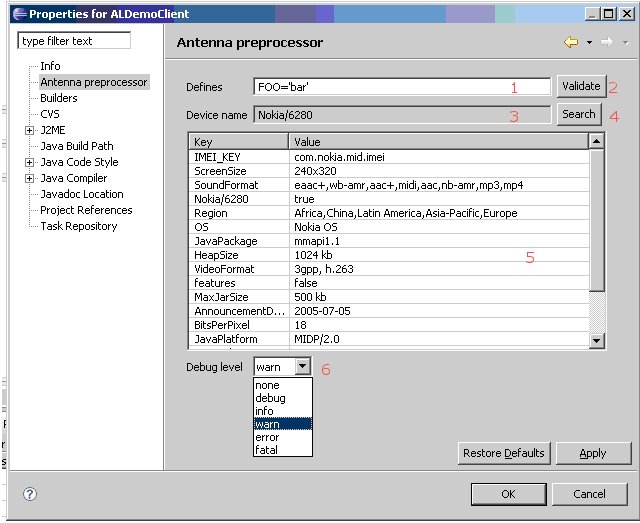 Properties for ALDemoClient
type filter text
Info
Antenna preprocessor
Builders
CVS
J2ME
Java Build Path
Java Code Style
Java Compiler
Javadoc Location
Project References
Task Repository
Antenna preprocessor
Defines FOO='bar' 1 Validate 2
Device name Nokia/6280 3 Search 4
Key Value
IMEI_KEY com.nokia.mid.imei
ScreenSize 240x320
SoundFormat eaac+,wb-amr,aac+,midi,aac,nb-amr,mp3,mp4
Nokia/6280 true
Region Africa,China,Latin America,Asia-Pacific,Europe
OS Nokia OS
JavaPackage mmapi1.1
HeapSize 1024 kb
5
VideoFormat 3gpp, h.263
features false
MaxJarSize 500 kb
AnnouncementD... 2005-07-05
BitsPerPixel 18
JavaPlatform MIDP/2.0
Debug level warn 6
none
debug
info
warn
error
fatal
Restore Defaults Apply
? OK Cancel